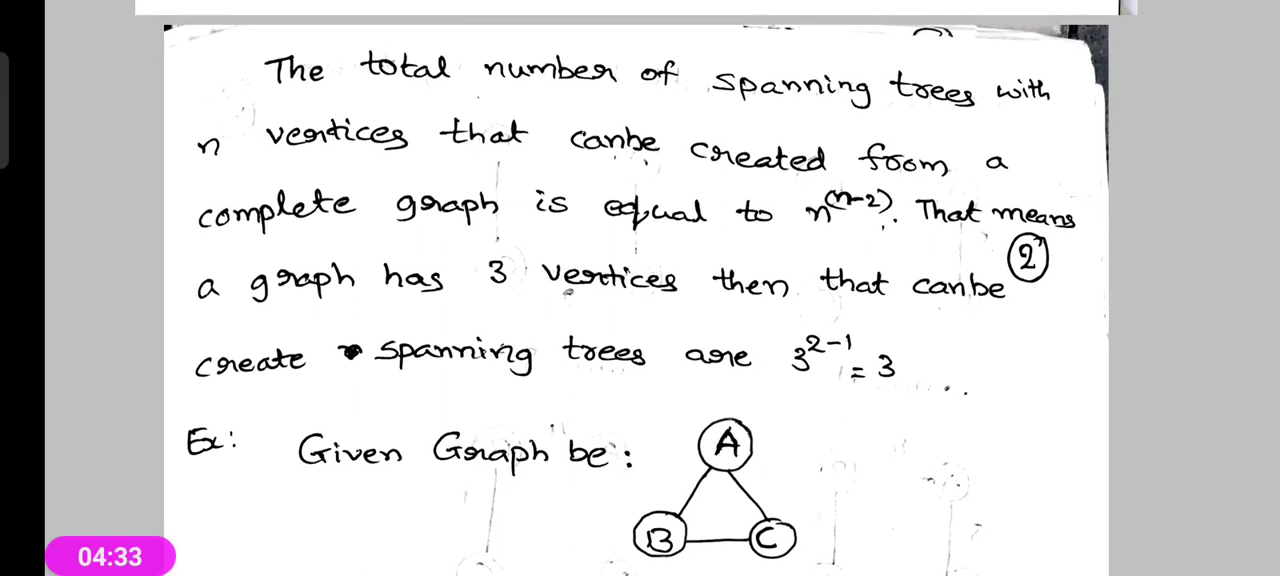 The total number of spanning trees with
n vertices that canbe created from a
complete graph is equal to n^(n-2). That means
2
a graph has 3 vertices then that canbe
create spanning trees are 3^2-1 = 3
Ex: Given Graph be:
A
B C
04:33